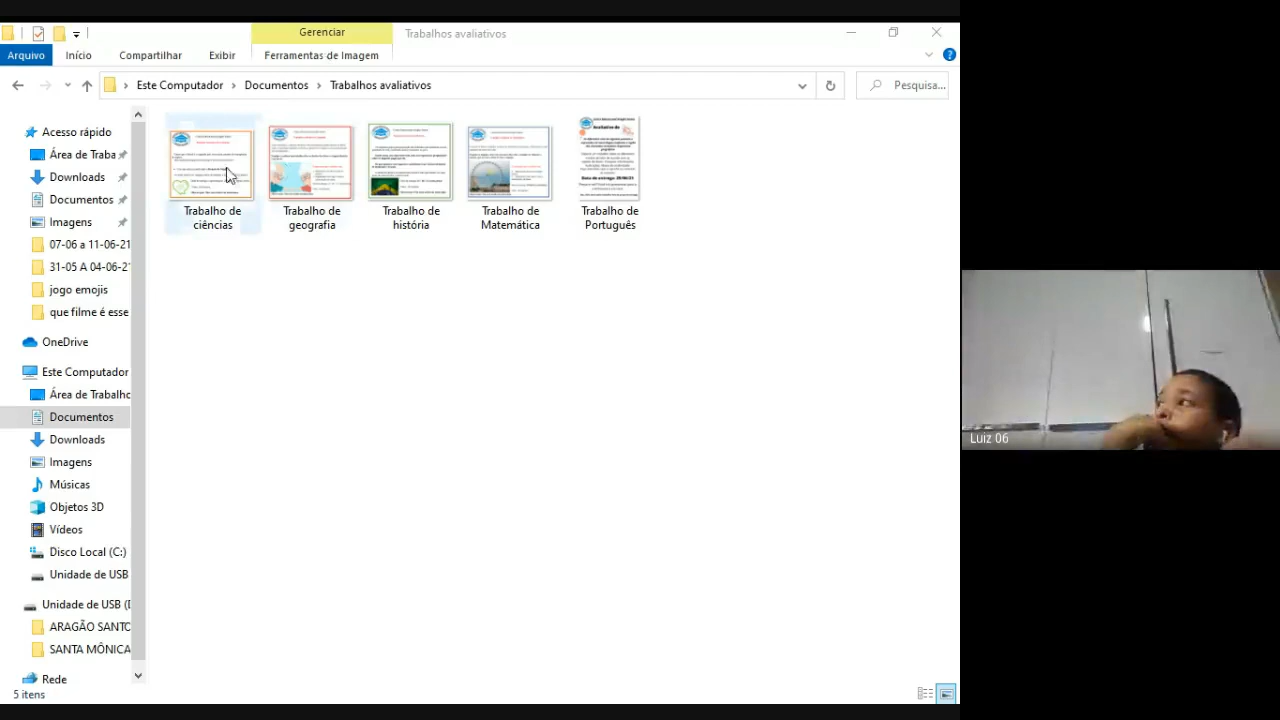 Gerenciar
Trabalhos avaliativos
Arquivo
Início
Compartilhar
Exibir
Ferramentas de Imagem
Este Computador
Documentos
Trabalhos avaliativos
Pesquisa...
Acesso rápido
Área de Traba
Downloads
Documentos
Imagens
07-06 a 11-06-21
31-05 A 04-06-21
jogo emojis
que filme é esse
OneDrive
Este Computador
Área de Trabalho
Documentos
Downloads
Imagens
Músicas
Objetos 3D
Vídeos
Disco Local (C:)
Unidade de USB
Unidade de USB (D
ARAGÃO SANTO
SANTA MÔNICA
Rede
5 itens
Trabalho de
ciências
Trabalho de
geografia
Trabalho de
história
Trabalho de
Matemática
Trabalho de
Português
Luiz 06